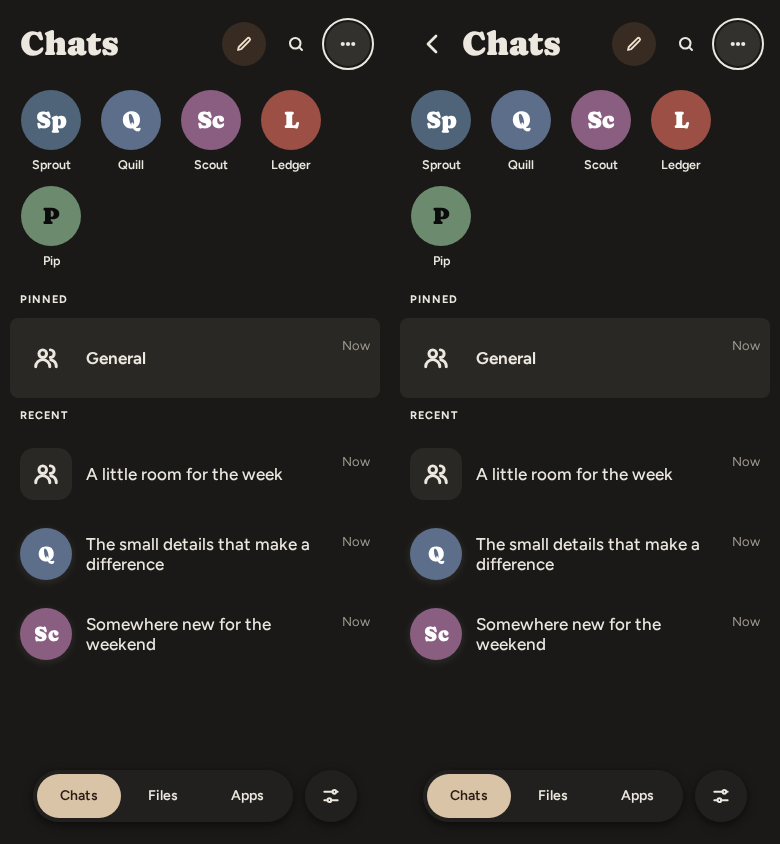 Chats
Sp Q Sc L
Sprout Quill Scout Ledger
P
Pip
PINNED
General Now
RECENT
A little room for the week Now
Q The small details that make a Now
difference
Sc Somewhere new for the Now
weekend
Chats Files Apps
Chats
Sp Q Sc L
Sprout Quill Scout Ledger
P
Pip
PINNED
General Now
RECENT
A little room for the week Now
Q The small details that make a Now
difference
Sc Somewhere new for the Now
weekend
Chats Files Apps